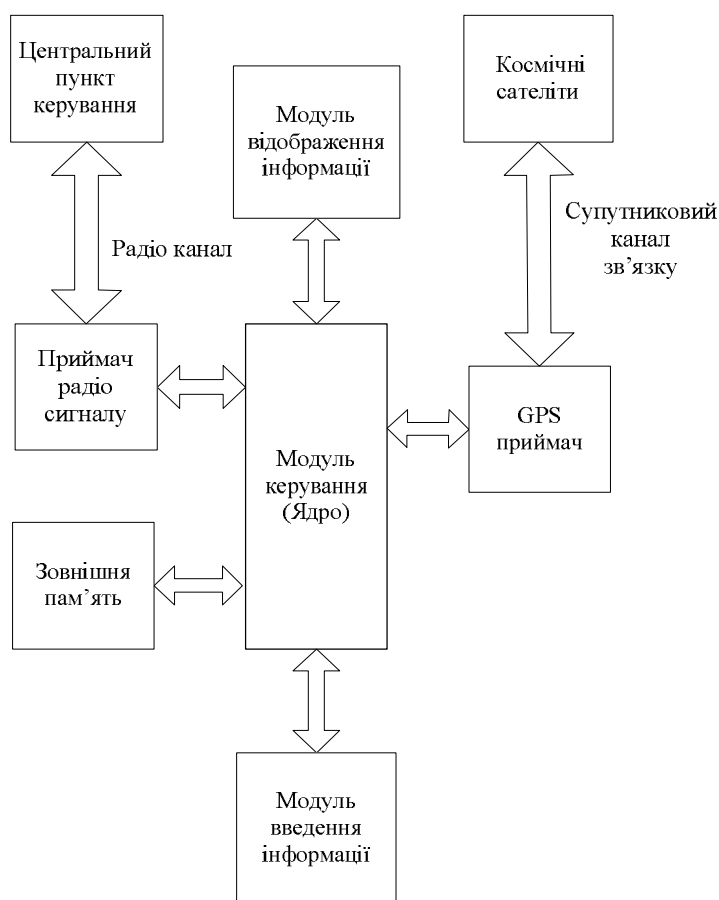 Центральний
пункт
керування
Космічні
сателіти
Модуль
відображення
інформації
Радіо канал
Супутниковий
канал
зв’язку
Приймач
радіо
сигналу
GPS
приймач
Модуль
керування
(Ядро)
Зовнішня
пам’ять
Модуль
введення
інформації